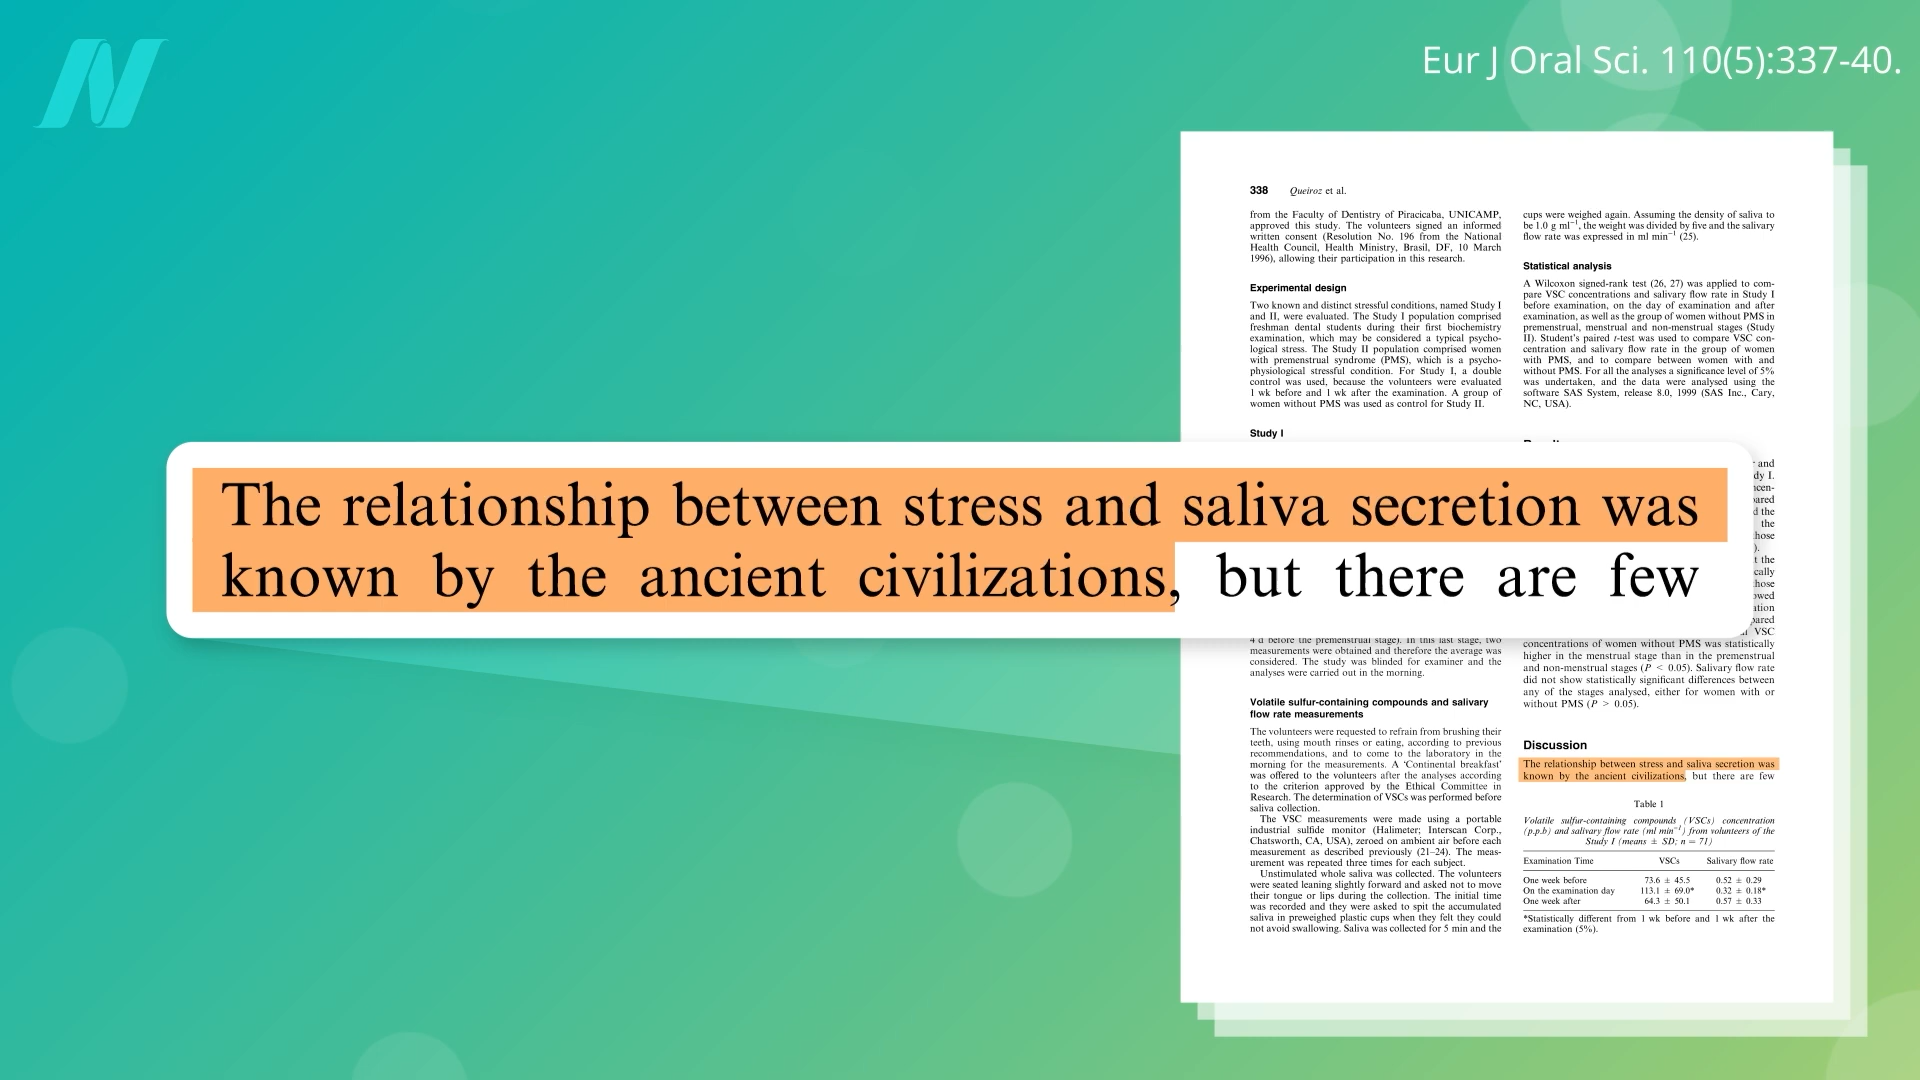 Eur J Oral Sci. 110(5):337-40.
338 Queiroz et al.
from the Faculty of Dentistry of Piracicaba, UNICAMP,
approved this study. The volunteers signed an informed
written consent (Resolution No. 196 from the National
Health Council, Health Ministry, Brasil, DF, 10 March
1996), allowing their participation in this research.
Experimental design
Two known and distinct stressful conditions, named Study I
and II, were evaluated. The Study I population comprised
freshman dental students during their first biochemistry
examination, which may be considered a typical psycho-
logical stress. The Study II population comprised women
with premenstrual syndrome (PMS), which is a psycho-
physiological stressful condition. For Study I, a double
control was used, because the volunteers were evaluated
1 wk before and 1 wk after the examination. A group of
women without PMS was used as control for Study II.
Study I
The relationship between stress and saliva secretion was
known by the ancient civilizations, but there are few
4 d before the premenstrual stage). In this last stage, two
measurements were obtained and therefore the average was
considered. The study was blinded for examiner and the
analyses were carried out in the morning.
Volatile sulfur-containing compounds and salivary
flow rate measurements
The volunteers were requested to refrain from brushing their
teeth, using mouth rinses or eating, according to previous
recommendations, and to come to the laboratory in the
morning for the measurements. A ‘Continental breakfast’
was offered to the volunteers after the analyses according
to the criterion approved by the Ethical Committee in
Research. The determination of VSCs was performed before
saliva collection.
The VSC measurements were made using a portable
industrial sulfide monitor (Halimeter; Interscan Corp.,
Chatsworth, CA, USA), zeroed on ambient air before each
measurement as described previously (21–24). The meas-
urement was repeated three times for each subject.
Unstimulated whole saliva was collected. The volunteers
were seated leaning slightly forward and asked not to move
their tongue or lips during the collection. The initial time
was recorded and they were asked to spit the accumulated
saliva in preweighed plastic cups when they felt they could
not avoid swallowing. Saliva was collected for 5 min and the
cups were weighed again. Assuming the density of saliva to
be 1.0 g ml−1, the weight was divided by five and the salivary
flow rate was expressed in ml min−1 (25).
Statistical analysis
A Wilcoxon signed-rank test (26, 27) was applied to com-
pare VSC concentrations and salivary flow rate in Study I
before examination, on the day of examination and after
examination, as well as the group of women without PMS in
premenstrual, menstrual and non-menstrual stages (Study
II). Student's paired t-test was used to compare VSC con-
centration and salivary flow rate in the group of women
with PMS, and to compare between women with and
without PMS. For all the analyses a significance level of 5%
was undertaken, and the data were analysed using the
software SAS System, release 8.0, 1999 (SAS Inc., Cary,
NC, USA).
and
the
VSC
concentrations of women without PMS was statistically
higher in the menstrual stage than in the premenstrual
and non-menstrual stages (P < 0.05). Salivary flow rate
did not show statistically significant differences between
any of the stages analysed, either for women with or
without PMS (P > 0.05).
Discussion
The relationship between stress and saliva secretion was
known by the ancient civilizations, but there are few
Table 1
Volatile sulfur-containing compounds (VSCs) concentration
(p.p.b) and salivary flow rate (ml min−1) from volunteers of the
Study I (means ± SD; n = 71)
Examination Time VSCs Salivary flow rate
One week before 73.6 ± 45.5 0.52 ± 0.29
On the examination day 113.1 ± 69.0* 0.32 ± 0.18*
One week after 64.3 ± 50.1 0.57 ± 0.33
*Statistically different from 1 wk before and 1 wk after the
examination (5%).